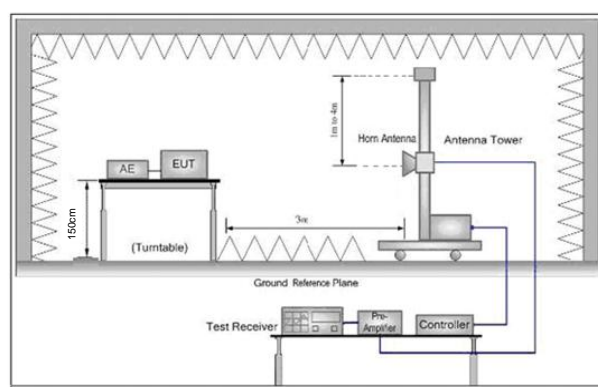 1m to 4m
Horn Antenna
Antenna Tower
AE
EUT
150cm
(Turntable)
3m
Ground Reference Plane
Test Receiver
Pre-
Amplifier
Controller